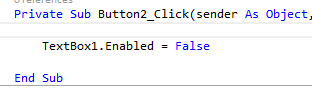 0 references
Private Sub Button2_Click(sender As Object,
TextBox1.Enabled = False
End Sub